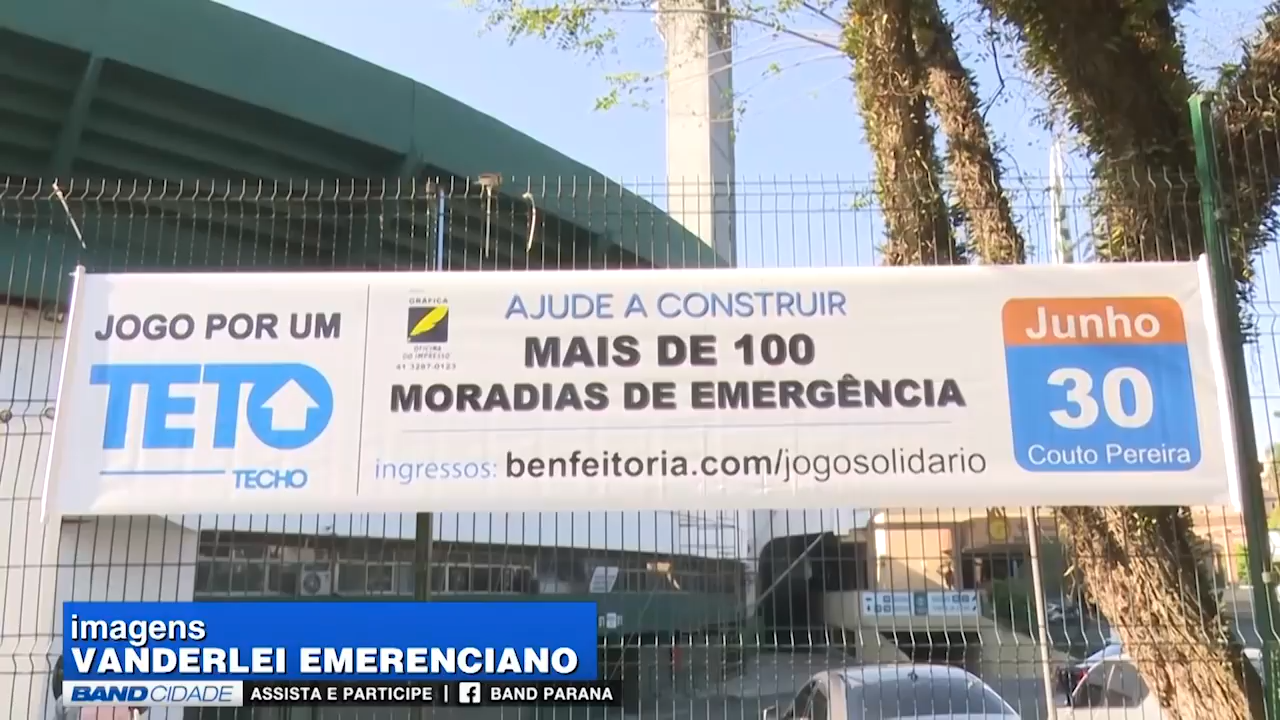 JOGO POR UM
TETO
TECHO
GRÁFICA
OFICINA
DO IMPRESSO
41 3287-0123
AJUDE A CONSTRUIR
MAIS DE 100
MORADIAS DE EMERGÊNCIA
ingressos: benfeitoria.com/jogosolidario
Junho
30
Couto Pereira
imagens
VANDERLEI EMERENCIANO
BAND CIDADE ASSISTA E PARTICIPE | BAND PARANA